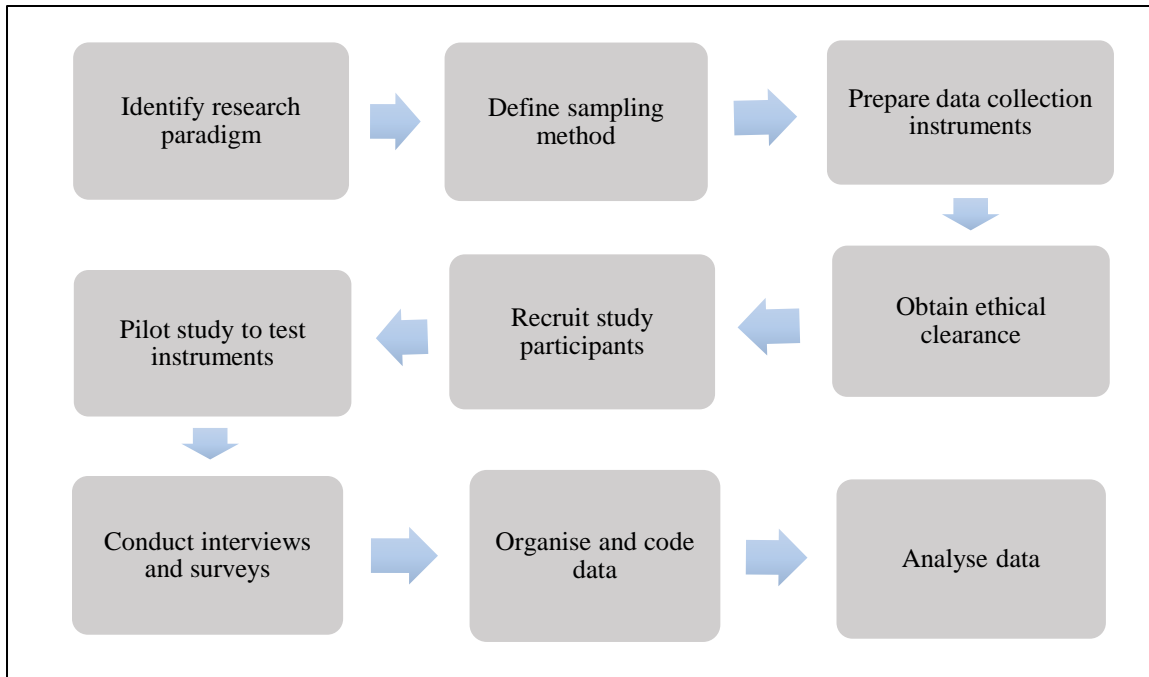 Identify research
paradigm
Define sampling
method
Prepare data collection
instruments
Obtain ethical
clearance
Recruit study
participants
Pilot study to test
instruments
Conduct interviews
and surveys
Organise and code
data
Analyse data